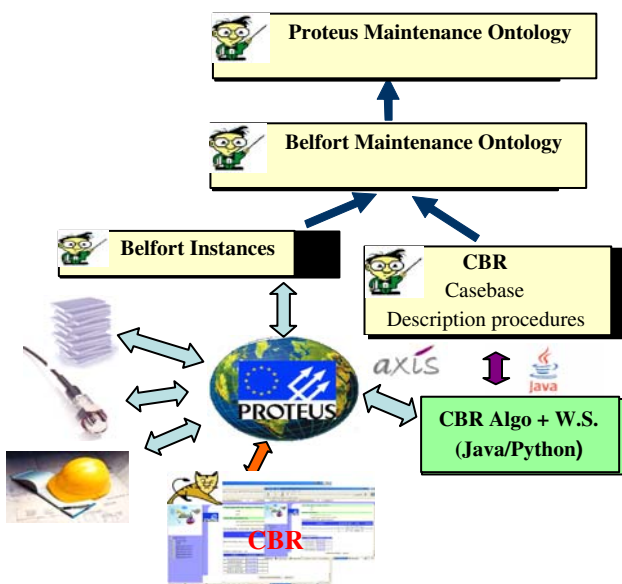 Proteus Maintenance Ontology
Belfort Maintenance Ontology
Belfort Instances
CBR
Casebase
Description procedures
axis
Java
PROTEUS
CBR Algo + W.S.
(Java/Python)
CBR